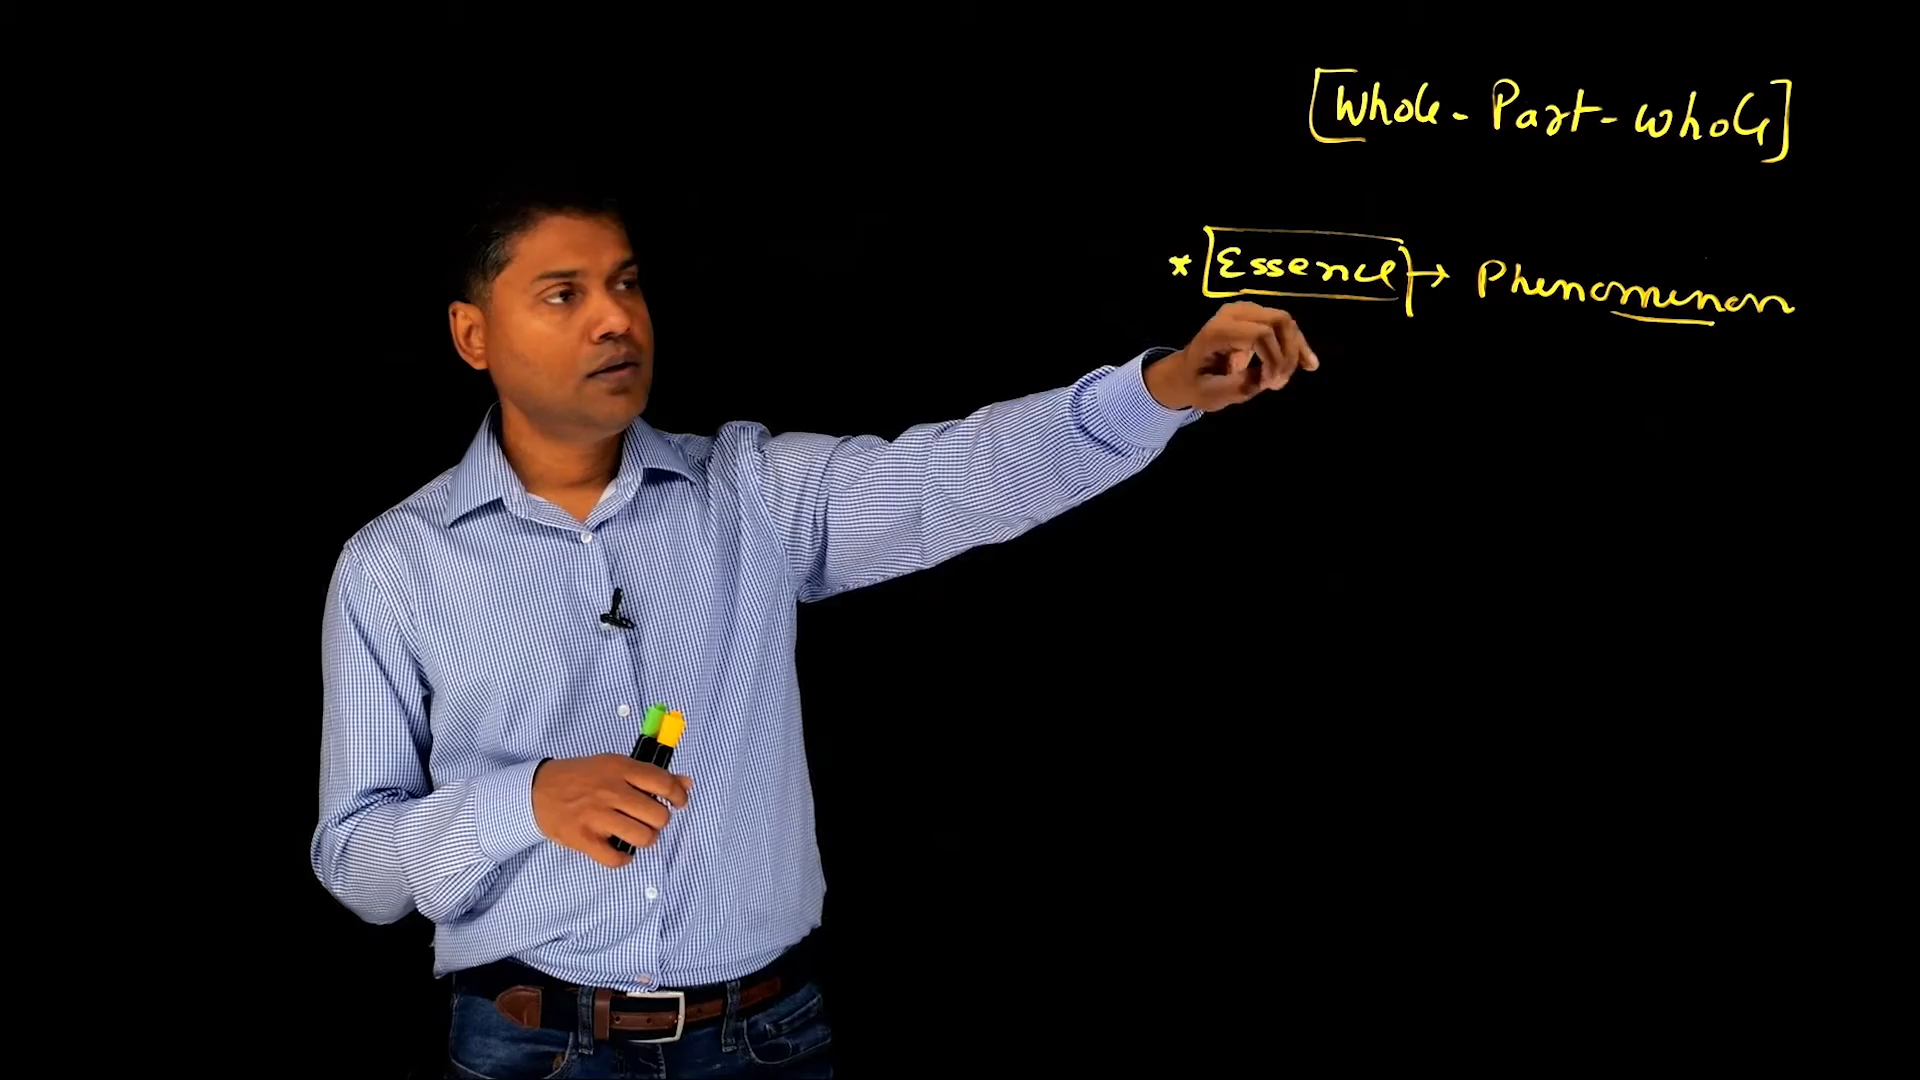 [Whole - Part - whole]
* Essence → Phenomenon